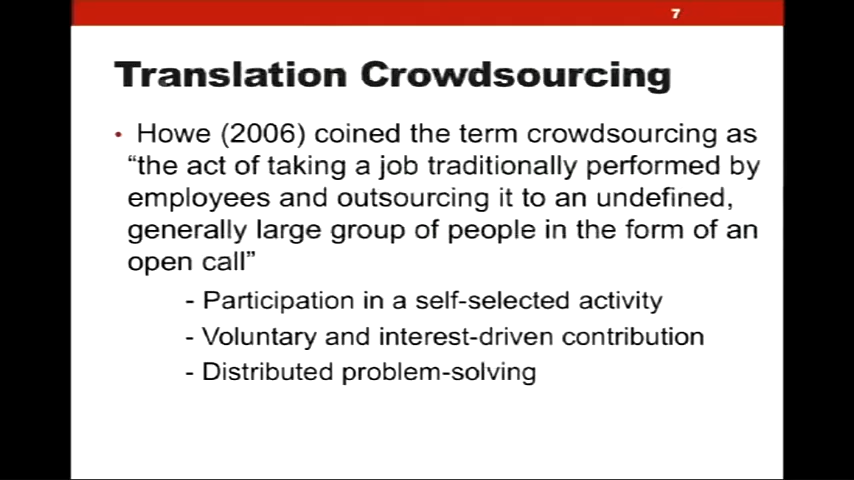 7
Translation Crowdsourcing
• Howe (2006) coined the term crowdsourcing as
“the act of taking a job traditionally performed by
employees and outsourcing it to an undefined,
generally large group of people in the form of an
open call”
- Participation in a self-selected activity
- Voluntary and interest-driven contribution
- Distributed problem-solving